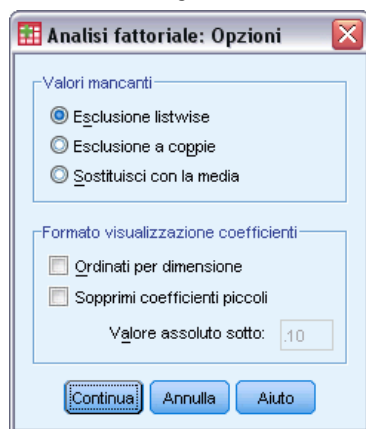 Analisi fattoriale: Opzioni
Valori mancanti
Esclusione listwise
Esclusione a coppie
Sostituisci con la media
Formato visualizzazione coefficienti
Ordinati per dimensione
Sopprimi coefficienti piccoli
Valore assoluto sotto: .10
Continua Annulla Aiuto